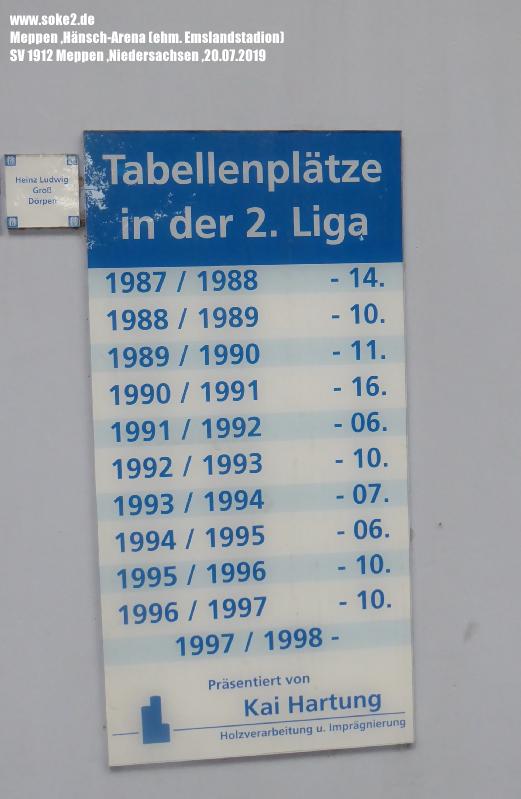 www.soke2.de
Meppen ,Hänsch-Arena (ehm. Emslandstadion)
SV 1912 Meppen ,Niedersachsen ,20.07.2019
Heinz Ludwig
Groß
Dörpen
Tabellenplätze
in der 2. Liga
1987 / 1988 - 14.
1988 / 1989 - 10.
1989 / 1990 - 11.
1990 / 1991 - 16.
1991 / 1992 - 06.
1992 / 1993 - 10.
1993 / 1994 - 07.
1994 / 1995 - 06.
1995 / 1996 - 10.
1996 / 1997 - 10.
1997 / 1998 -
Präsentiert von
Kai Hartung
Holzverarbeitung u. Imprägnierung